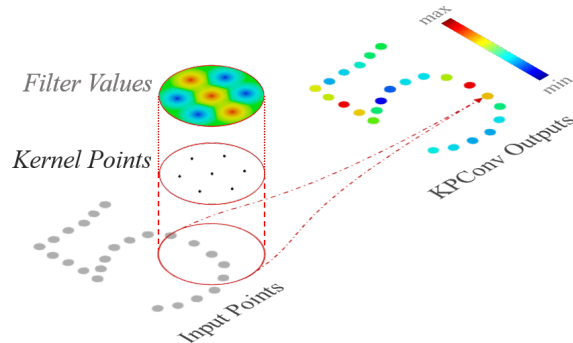 Filter Values
Kernel Points
Input Points
KPConv Outputs
max
min